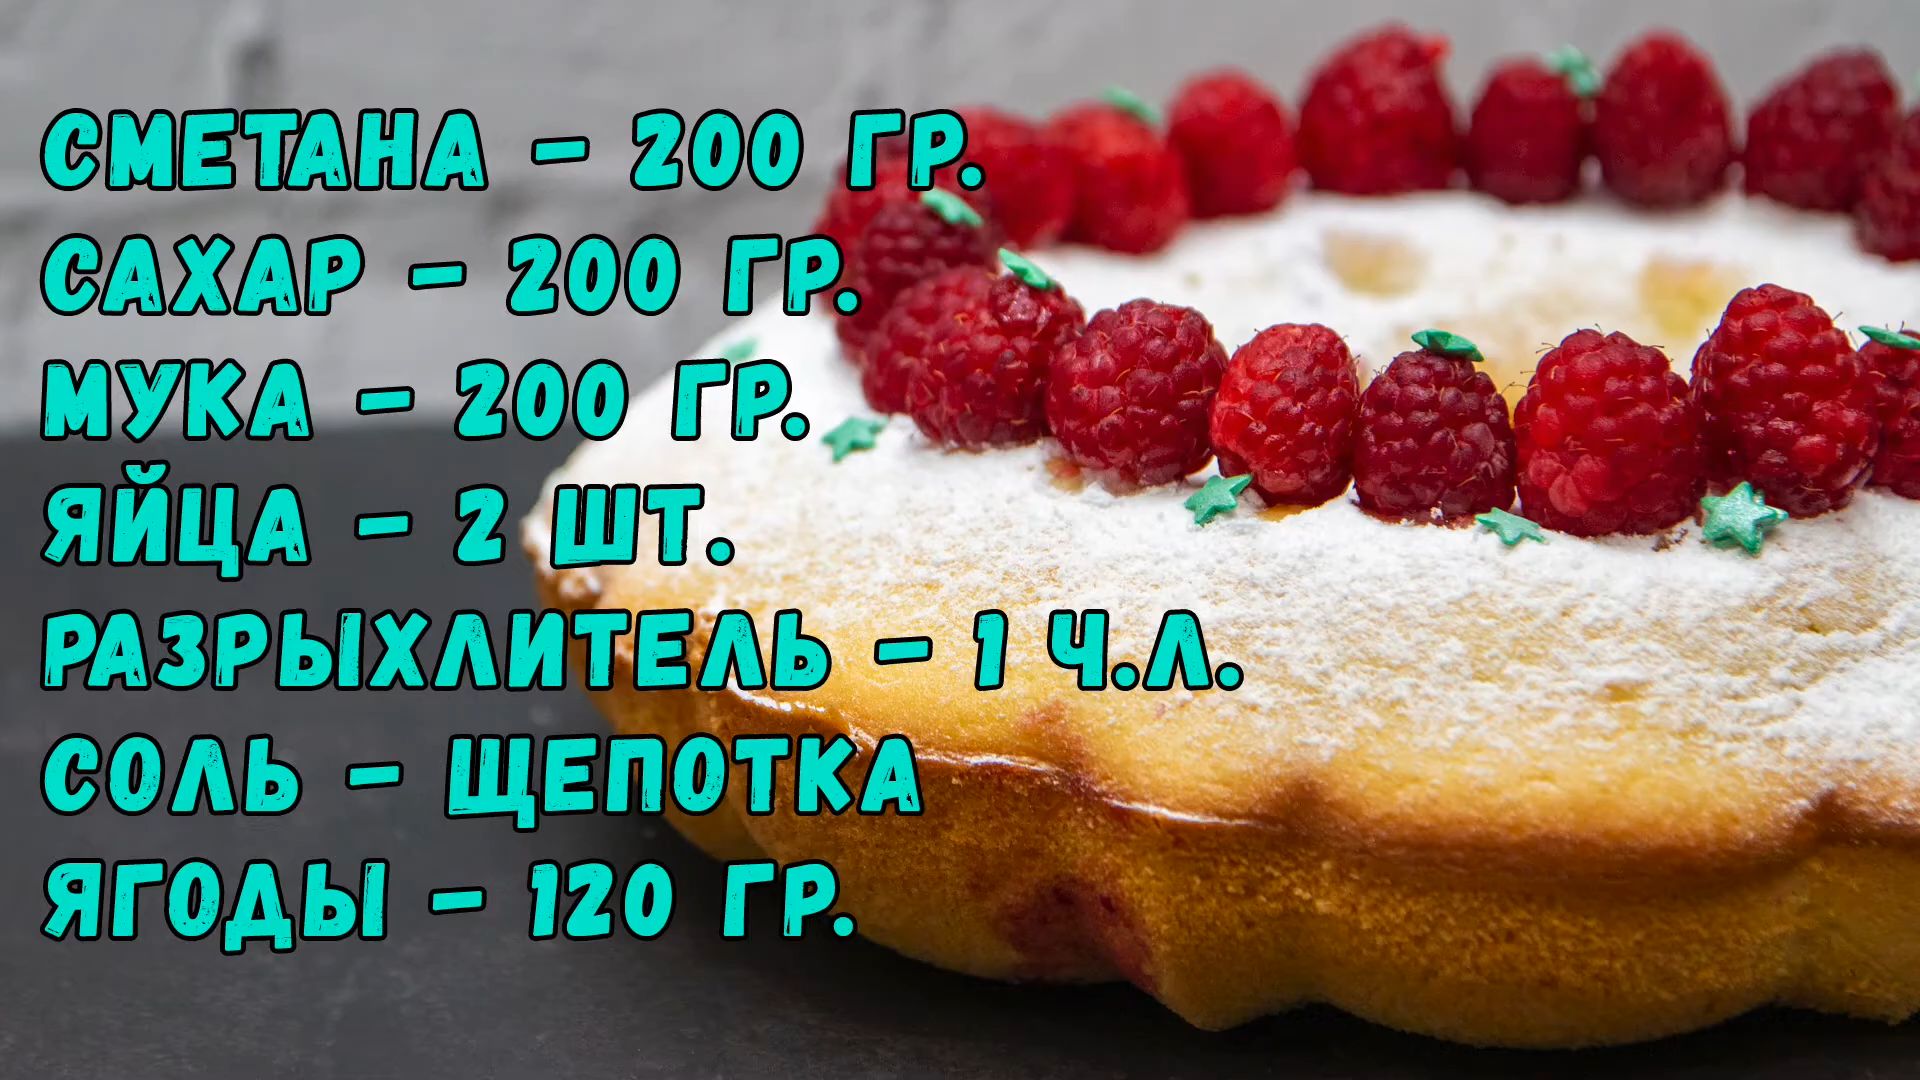 СМЕТАНА - 200 ГР.
САХАР - 200 ГР.
МУКА - 200 ГР.
ЯЙЦА - 2 ШТ.
РАЗРЫХЛИТЕЛЬ - 1 Ч.Л.
СОЛЬ - ЩЕПОТКА
ЯГОДЫ - 120 ГР.